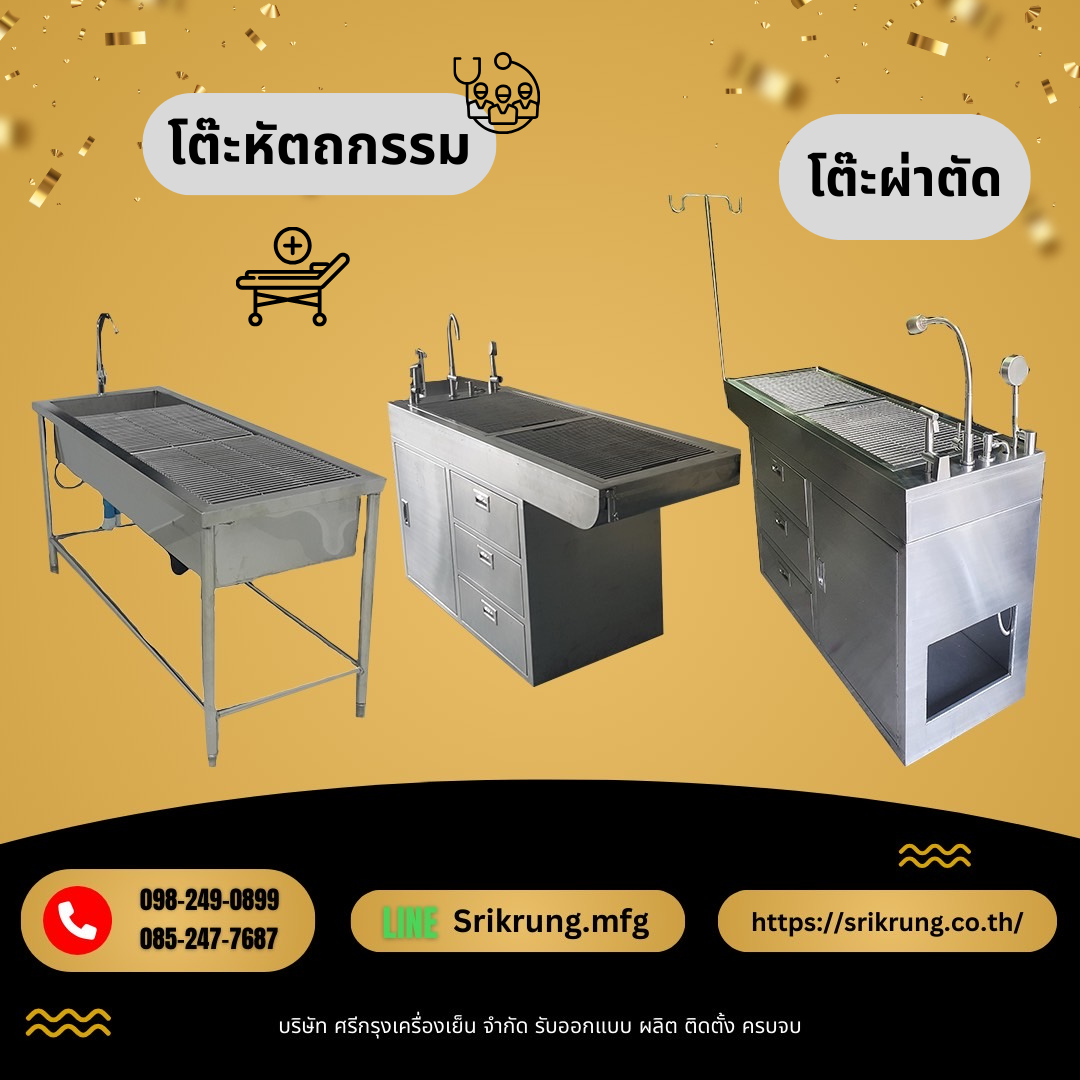 โต๊ะหัตถกรรม
โต๊ะผ่าตัด
098-249-0899
085-247-7687
LINE Srikrung.mfg
https://srikrung.co.th/
บริษัท ศรีกรุงเครื่องเย็น จำกัด รับออกแบบ ผลิต ติดตั้ง ครบจบ